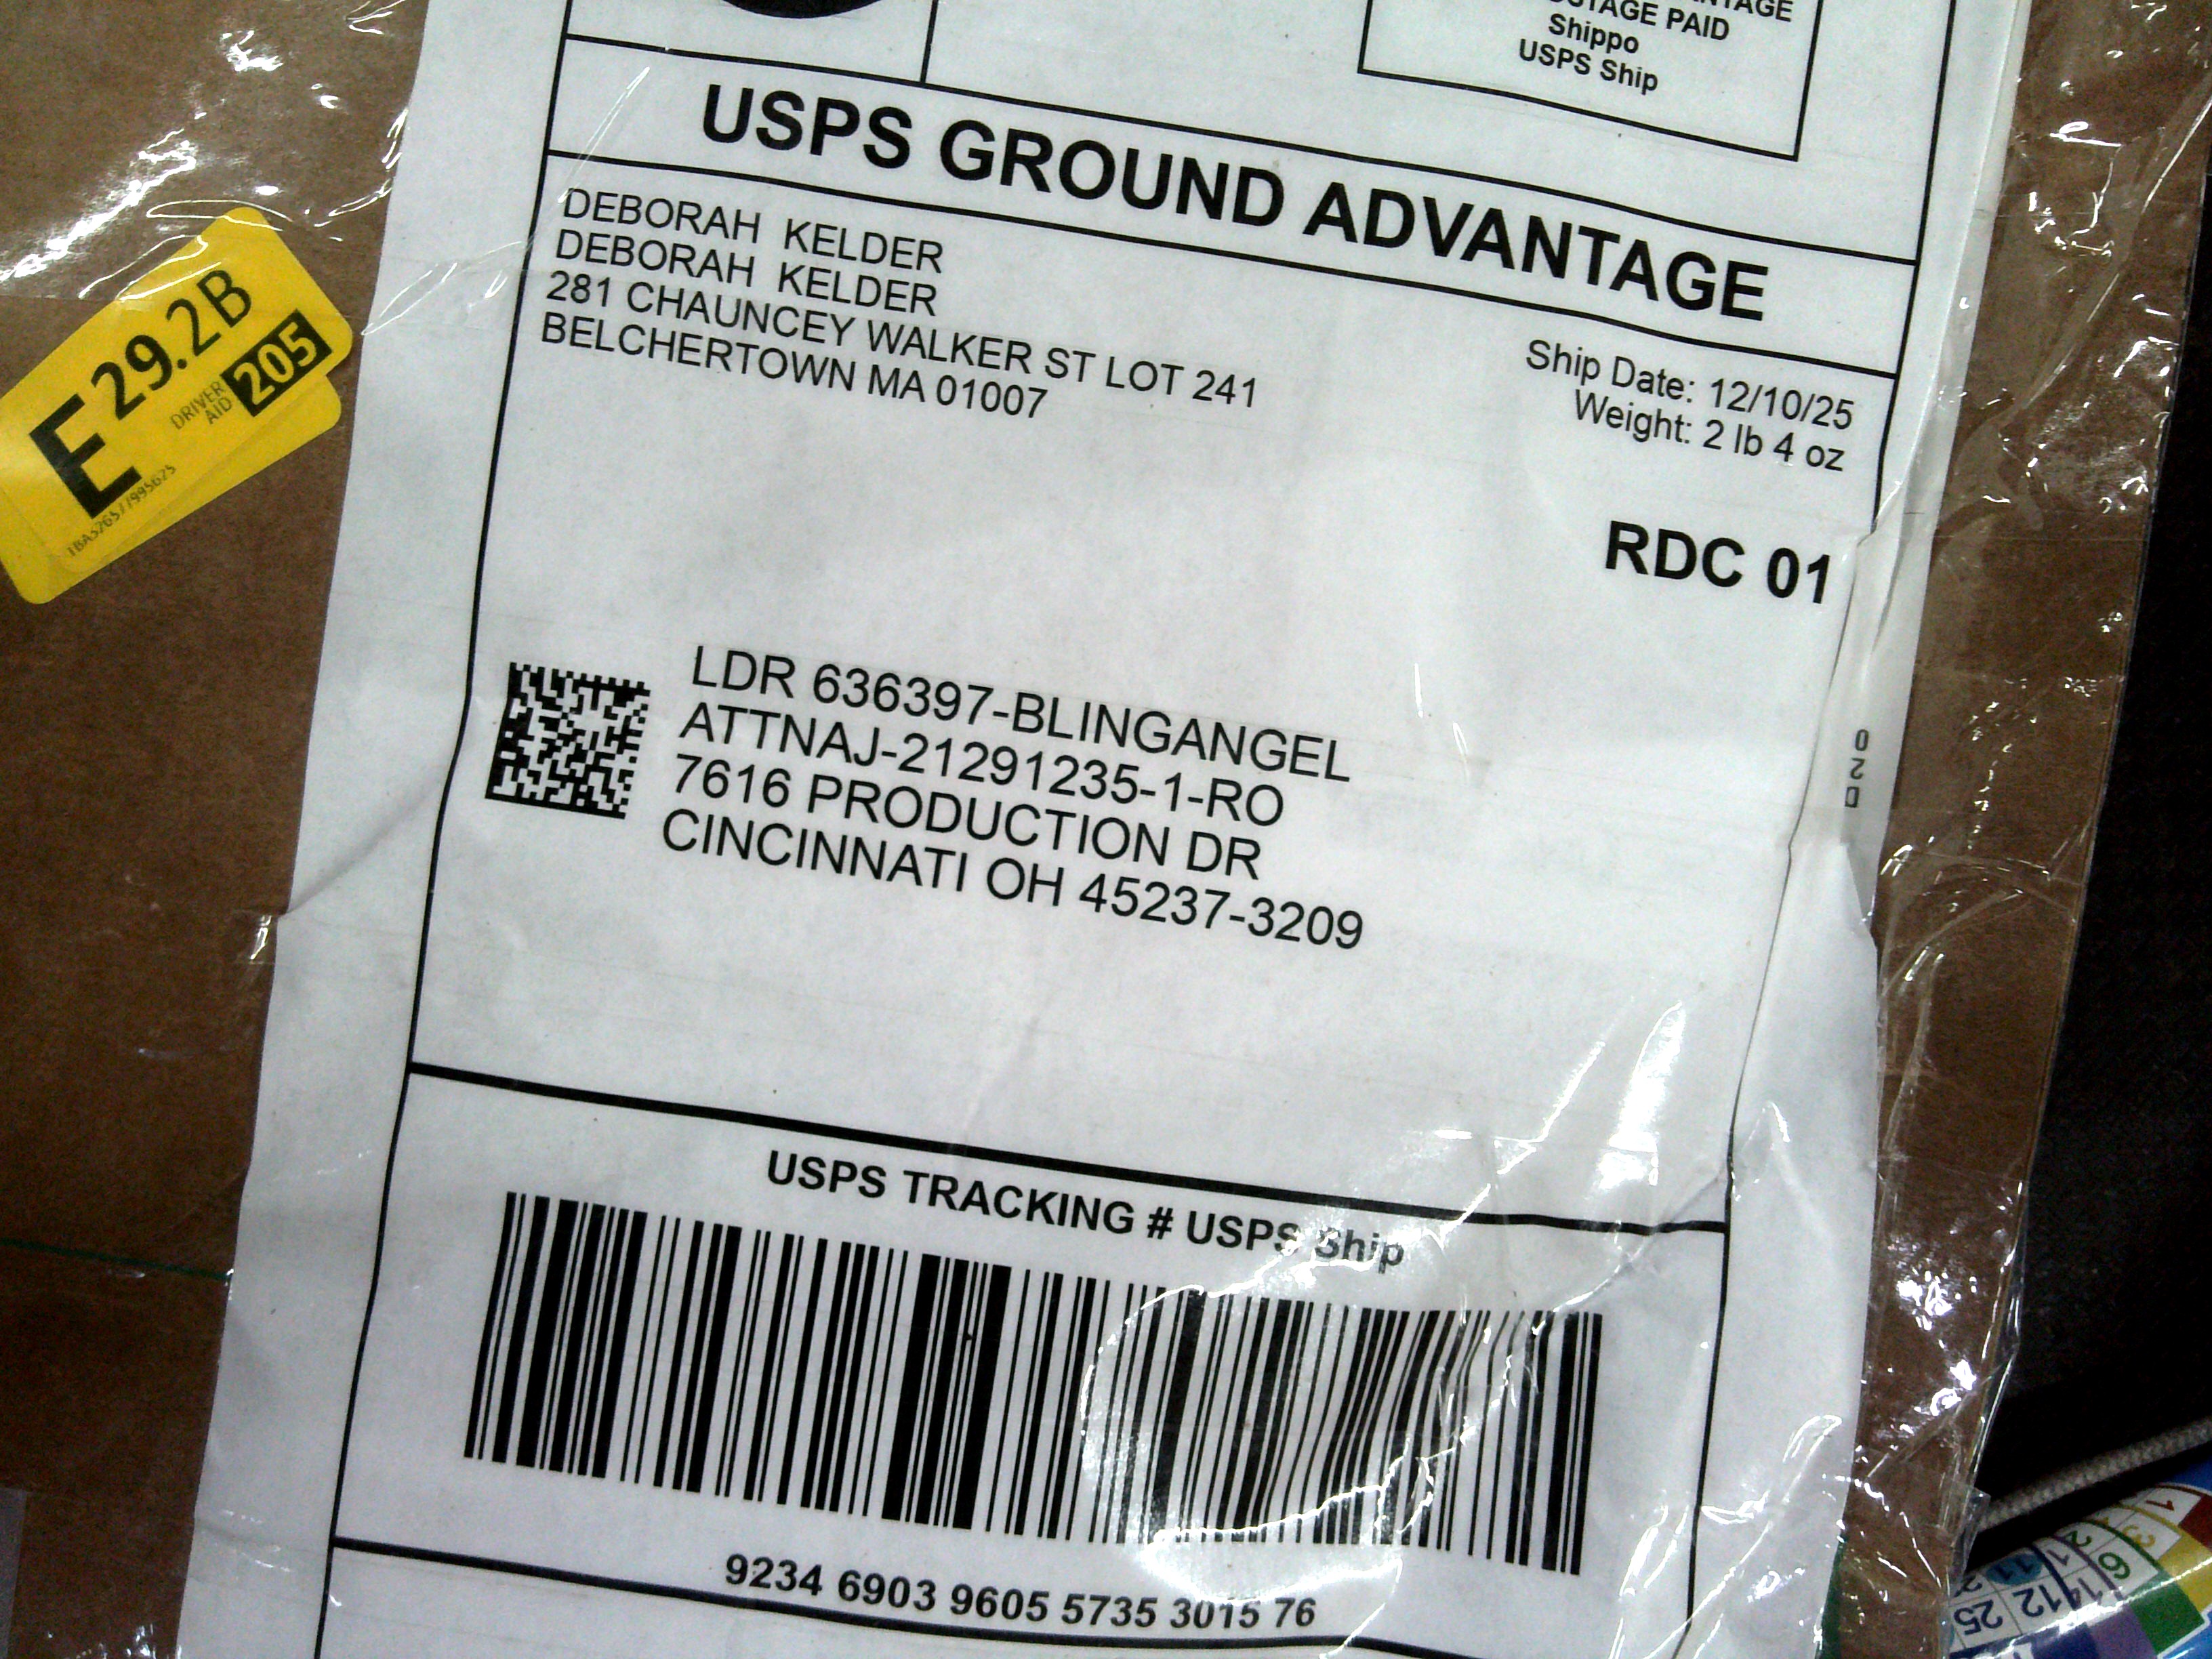 TAGE PAID
Shippo
USPS Ship
USPS GROUND ADVANTAGE
DEBORAH KELDER
DEBORAH KELDER
281 CHAUNCEY WALKER ST LOT 241
BELCHERTOWN MA 01007
Ship Date: 12/10/25
Weight: 2 lb 4 oz
RDC 01
E 29.2B
DRIVER
AID
205
LDR 636397-BLINGANGEL
ATTNAJ-21291235-1-RO
7616 PRODUCTION DR
CINCINNATI OH 45237-3209
USPS TRACKING # USPS Ship
9234 6903 9605 5735 3015 76